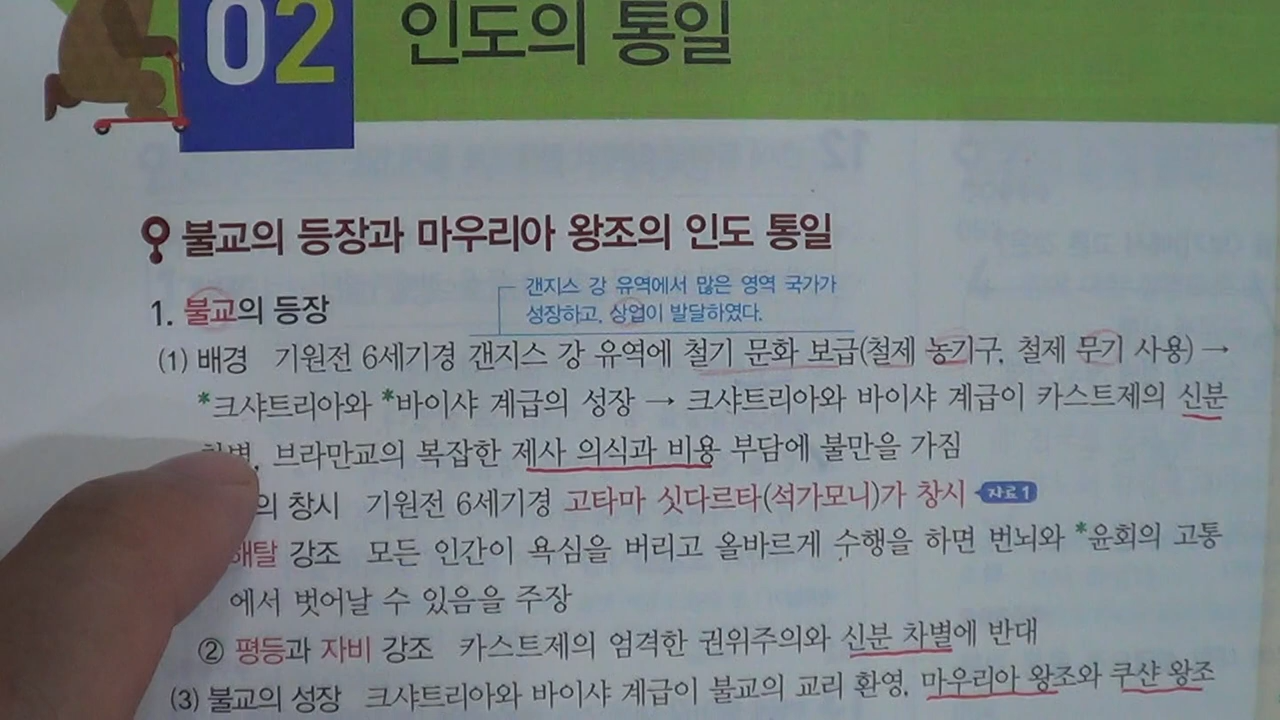 02
인도의 통일
불교의 등장과 마우리아 왕조의 인도 통일
갠지스 강 유역에서 많은 영역 국가가
성장하고, 상업이 발달하였다.
1. 불교의 등장
(1) 배경 기원전 6세기경 갠지스 강 유역에 철기 문화 보급(철제 농기구, 철제 무기 사용) →
*크샤트리아와 *바이샤 계급의 성장 → 크샤트리아와 바이샤 계급이 카스트제의 신분
차별, 브라만교의 복잡한 제사 의식과 비용 부담에 불만을 가짐
의 창시 기원전 6세기경 고타마 싯다르타(석가모니)가 창시 자료1
해탈 강조 모든 인간이 욕심을 버리고 올바르게 수행을 하면 번뇌와 *윤회의 고통
에서 벗어날 수 있음을 주장
② 평등과 자비 강조 카스트제의 엄격한 권위주의와 신분 차별에 반대
(3) 불교의 성장 크샤트리아와 바이샤 계급이 불교의 교리 환영, 마우리아 왕조와 쿠샨 왕조